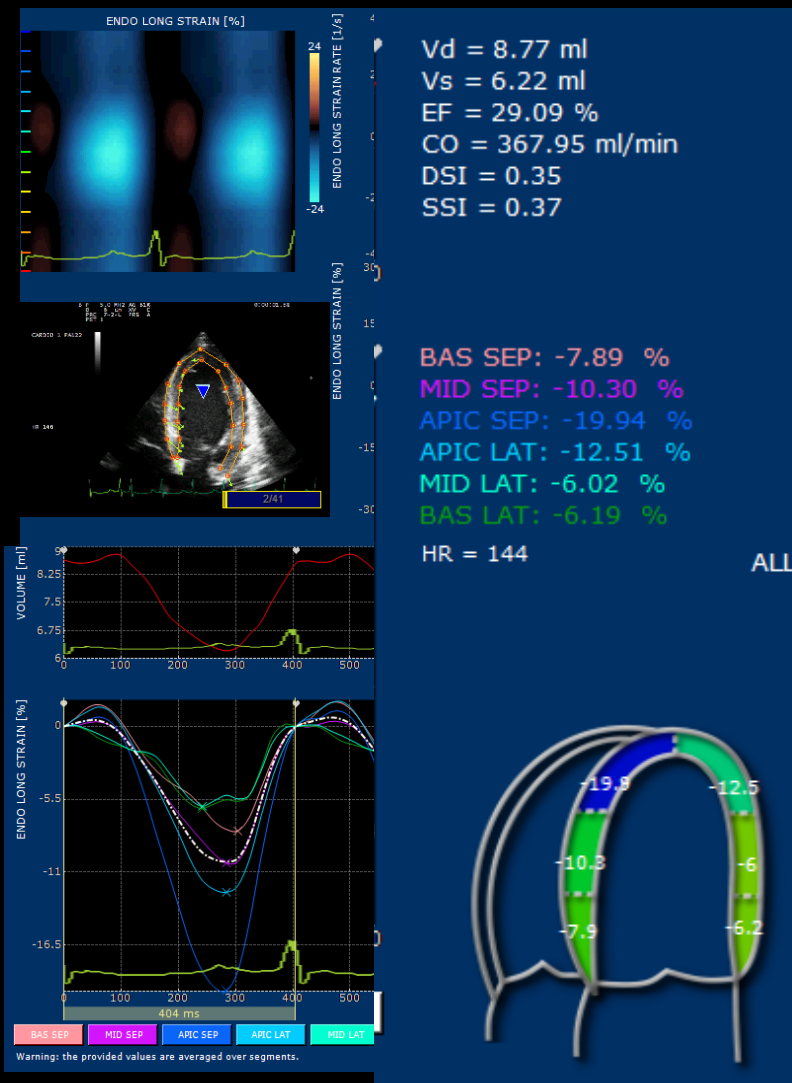 ENDO LONG STRAIN [%]
24
-24
ENDO LONG STRAIN RATE [1/s]
Vd = 8.77 ml
Vs = 6.22 ml
EF = 29.09 %
CO = 367.95 ml/min
DSI = 0.35
SSI = 0.37
ENDO LONG STRAIN [%]
15
-15
-30
HR 146
2/41
BAS SEP: -7.89 %
MID SEP: -10.30 %
APIC SEP: -19.94 %
APIC LAT: -12.51 %
MID LAT: -6.02 %
BAS LAT: -6.19 %
HR = 144
ALL
VOLUME [ml]
9
8.25
7.5
6.75
6
0 100 200 300 400 500
ENDO LONG STRAIN [%]
0
-5.5
-11
-16.5
0 100 200 300 400 500
404 ms
BAS SEP MID SEP APIC SEP APIC LAT MID LAT
Warning: the provided values are averaged over segments.
-19.9
-12.5
-10.3
-6
-7.9
-6.2